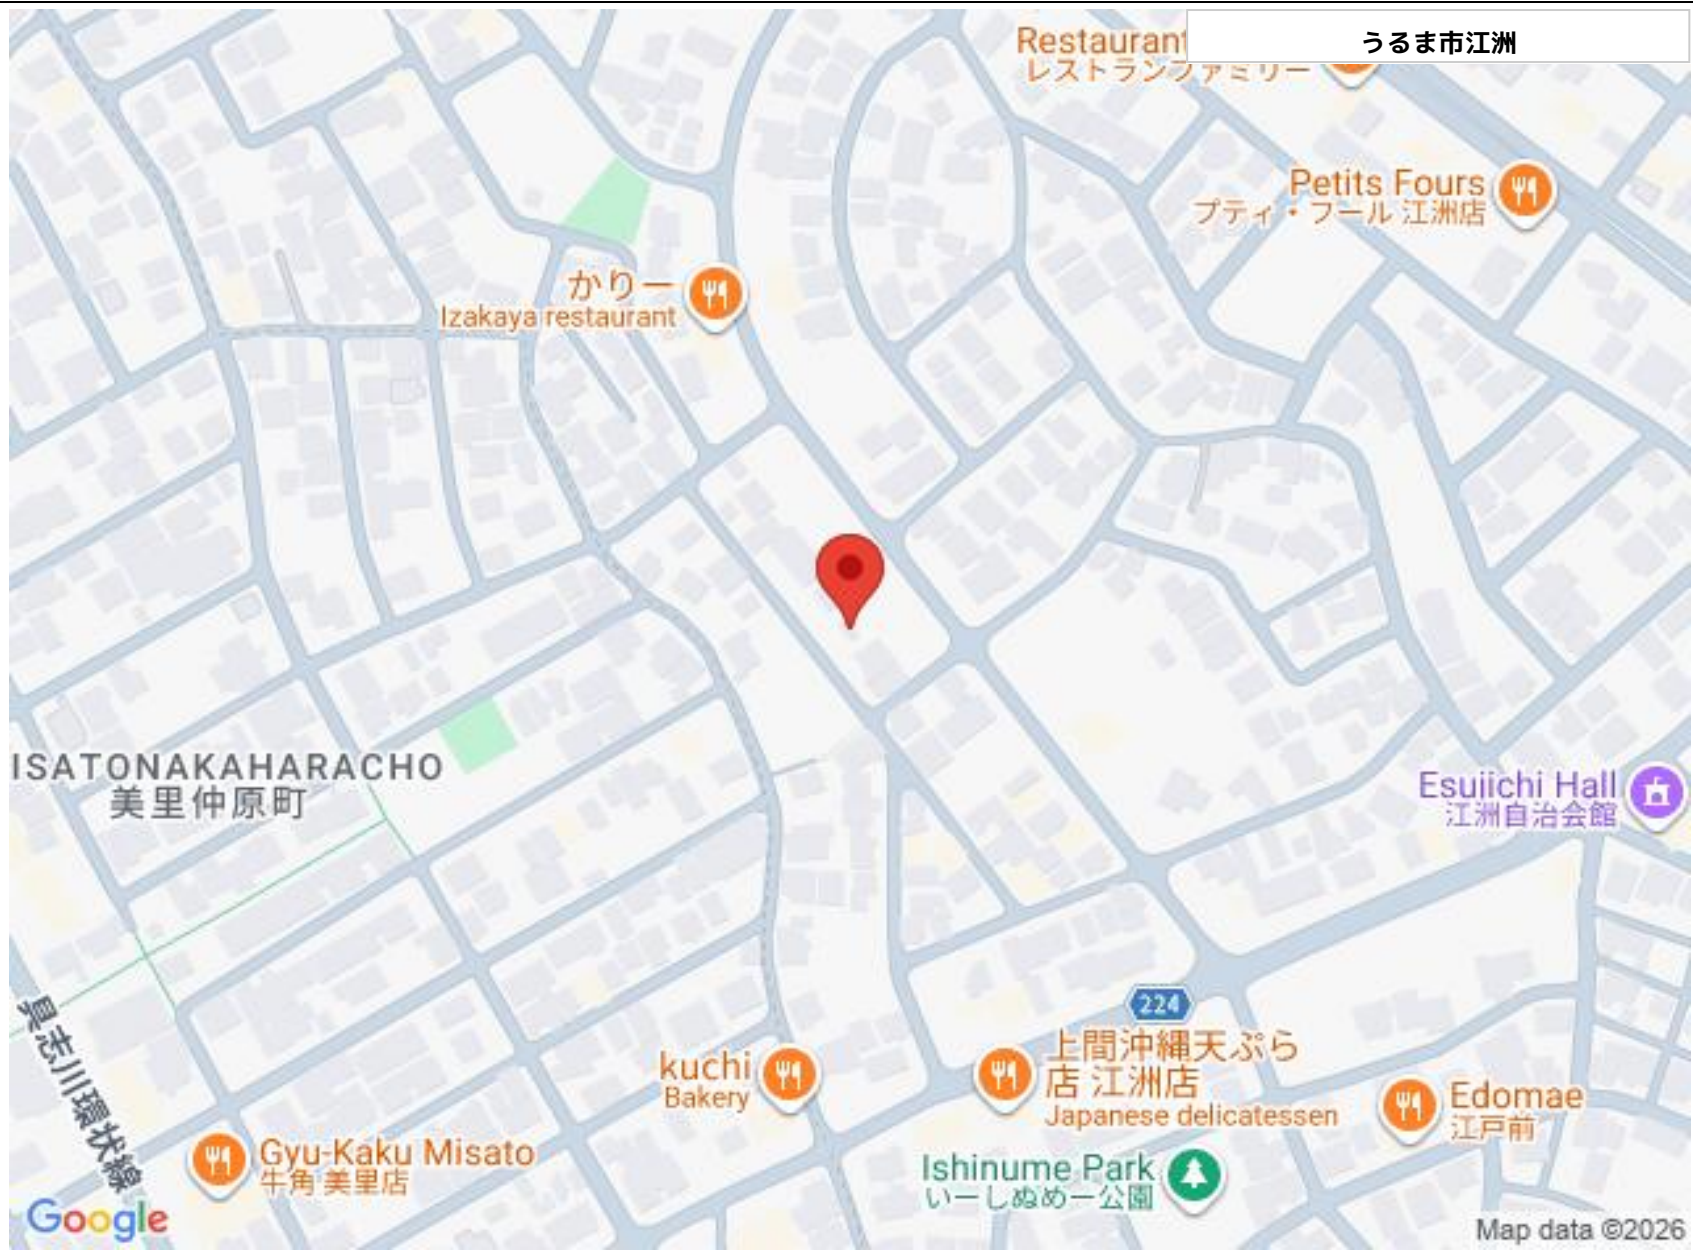 うるま市江洲
Restaurant
レストランファミリー
Petits Fours
プティ・フール 江洲店
かりー
Izakaya restaurant
ISATONAKAHARACHO
美里仲原町
Esuiichi Hall
江洲自治会館
224
上間沖縄天ぷら
店 江洲店
Japanese delicatessen
kuchi
Bakery
Edomae
江戸前
具志川環状線
Gyu-Kaku Misato
牛角 美里店
Ishinume Park
いーしぬめー公園
Google
Map data ©2026